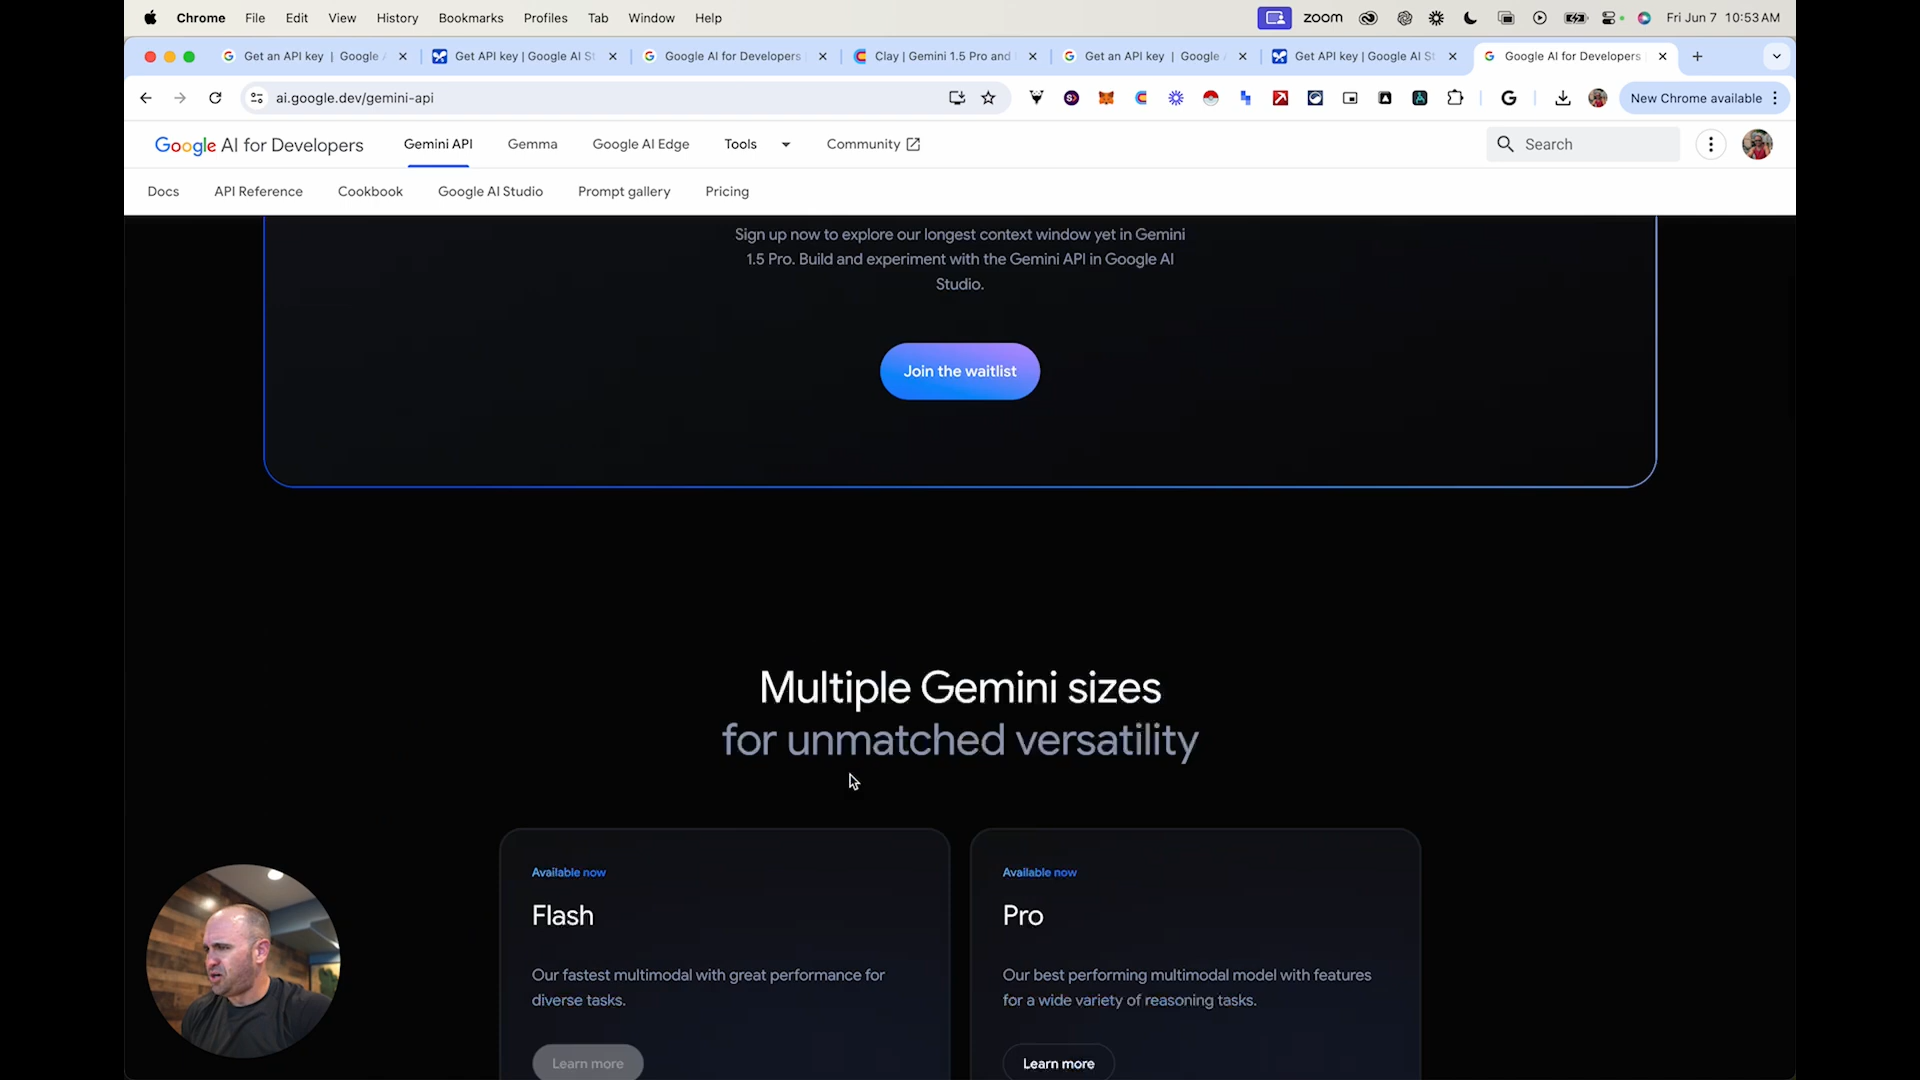 Chrome File Edit View History Bookmarks Profiles Tab Window Help zoom Fri Jun 7 10:53 AM
Get an API key | Google Get API key | Google AI St Google AI for Developers Clay | Gemini 1.5 Pro and Get an API key | Google Get API key | Google AI St Google AI for Developers
ai.google.dev/gemini-api New Chrome available
Google AI for Developers Gemini API Gemma Google AI Edge Tools Community Search
Docs API Reference Cookbook Google AI Studio Prompt gallery Pricing
Sign up now to explore our longest context window yet in Gemini
1.5 Pro. Build and experiment with the Gemini API in Google AI
Studio.
Join the waitlist
Multiple Gemini sizes
for unmatched versatility
Available now
Flash
Our fastest multimodal with great performance for
diverse tasks.
Learn more
Available now
Pro
Our best performing multimodal model with features
for a wide variety of reasoning tasks.
Learn more